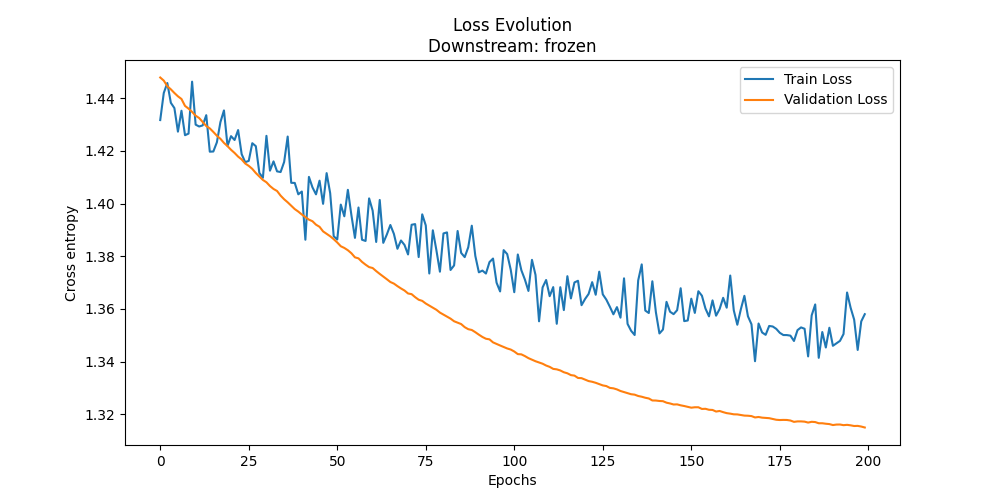 Loss Evolution
Downstream: frozen
Train Loss
Validation Loss
Cross entropy
1.44
1.42
1.40
1.38
1.36
1.34
1.32
0 25 50 75 100 125 150 175 200
Epochs